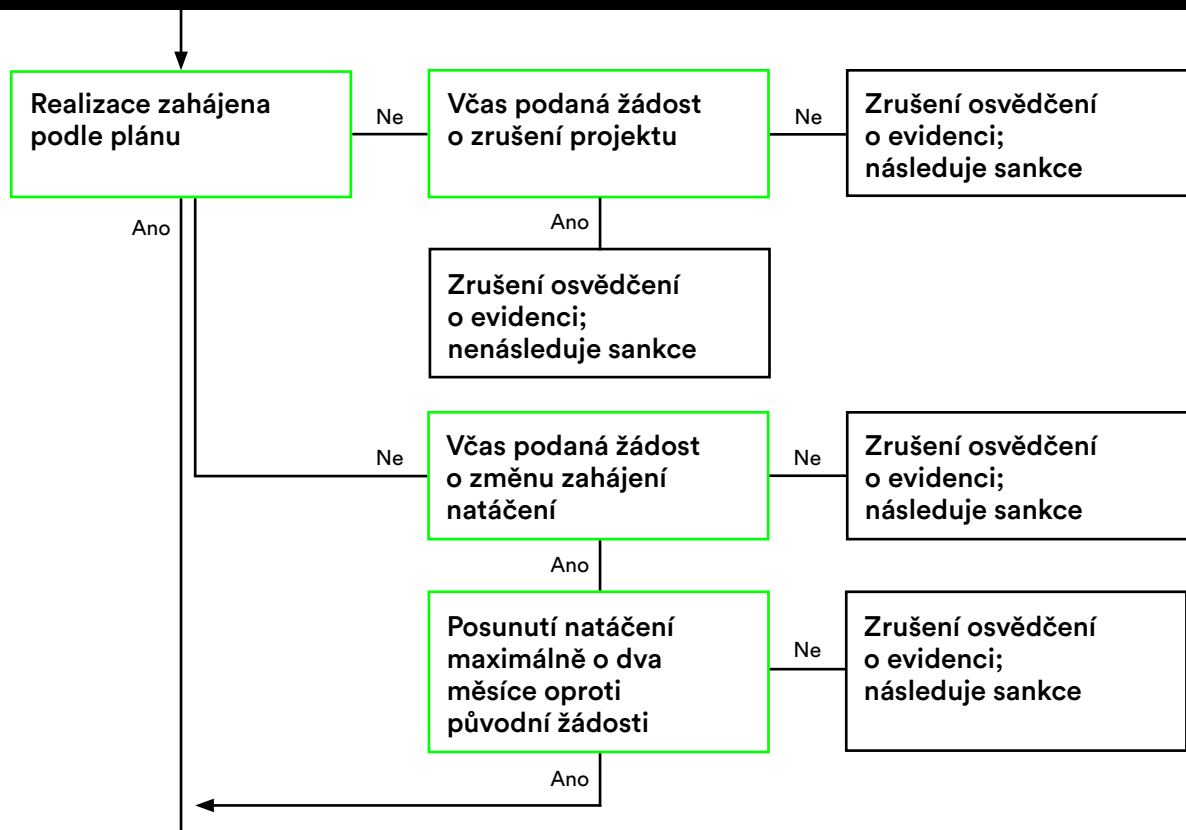 Realizace zahájena
podle plánu
Ne
Včas podaná žádost
o zrušení projektu
Ne
Zrušení osvědčení
o evidenci;
následuje sankce
Ano
Ano
Zrušení osvědčení
o evidenci;
nenásleduje sankce
Ne
Včas podaná žádost
o změnu zahájení
natáčení
Ne
Zrušení osvědčení
o evidenci;
následuje sankce
Ano
Posunutí natáčení
maximálně o dva
měsíce oproti
původní žádosti
Ne
Zrušení osvědčení
o evidenci;
následuje sankce
Ano